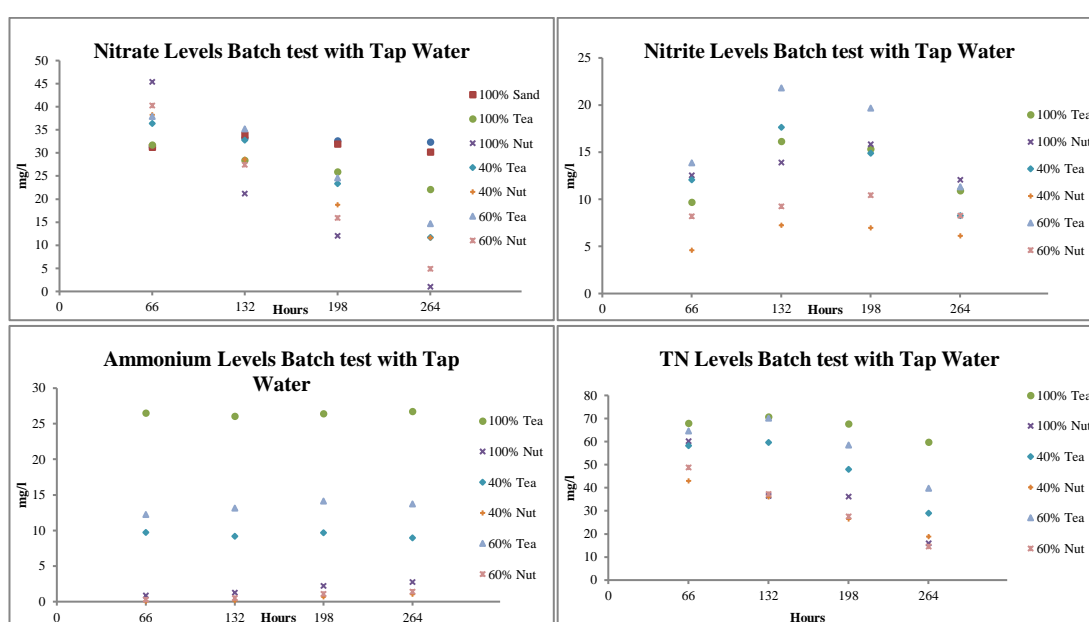 Nitrate Levels Batch test with Tap Water
50
45
40
35
30
25
20
15
10
5
0
mg/l
0
66
132
198
264
Hours
100% Sand
100% Tea
100% Nut
40% Tea
40% Nut
60% Tea
60% Nut
Nitrite Levels Batch test with Tap Water
25
20
15
10
5
0
mg/l
0
66
132
198
264
Hours
100% Tea
100% Nut
40% Tea
40% Nut
60% Tea
60% Nut
Ammonium Levels Batch test with Tap
Water
30
25
20
15
10
5
0
mg/l
0
66
132
198
264
Hours
100% Tea
100% Nut
40% Tea
40% Nut
60% Tea
60% Nut
TN Levels Batch test with Tap Water
80
70
60
50
40
30
20
10
0
mg/l
0
66
132
198
264
Hours
100% Tea
100% Nut
40% Tea
40% Nut
60% Tea
60% Nut